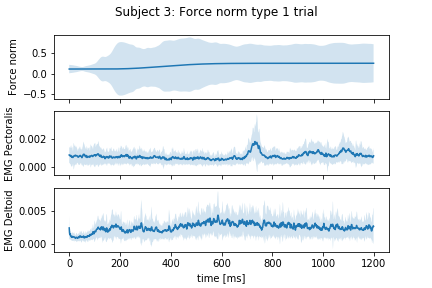 Subject 3: Force norm type 1 trial
Force norm
0.5
0.0
−0.5
EMG Pectoralis
0.002
0.000
EMG Deltoid
0.005
0.000
0 200 400 600 800 1000 1200
time [ms]